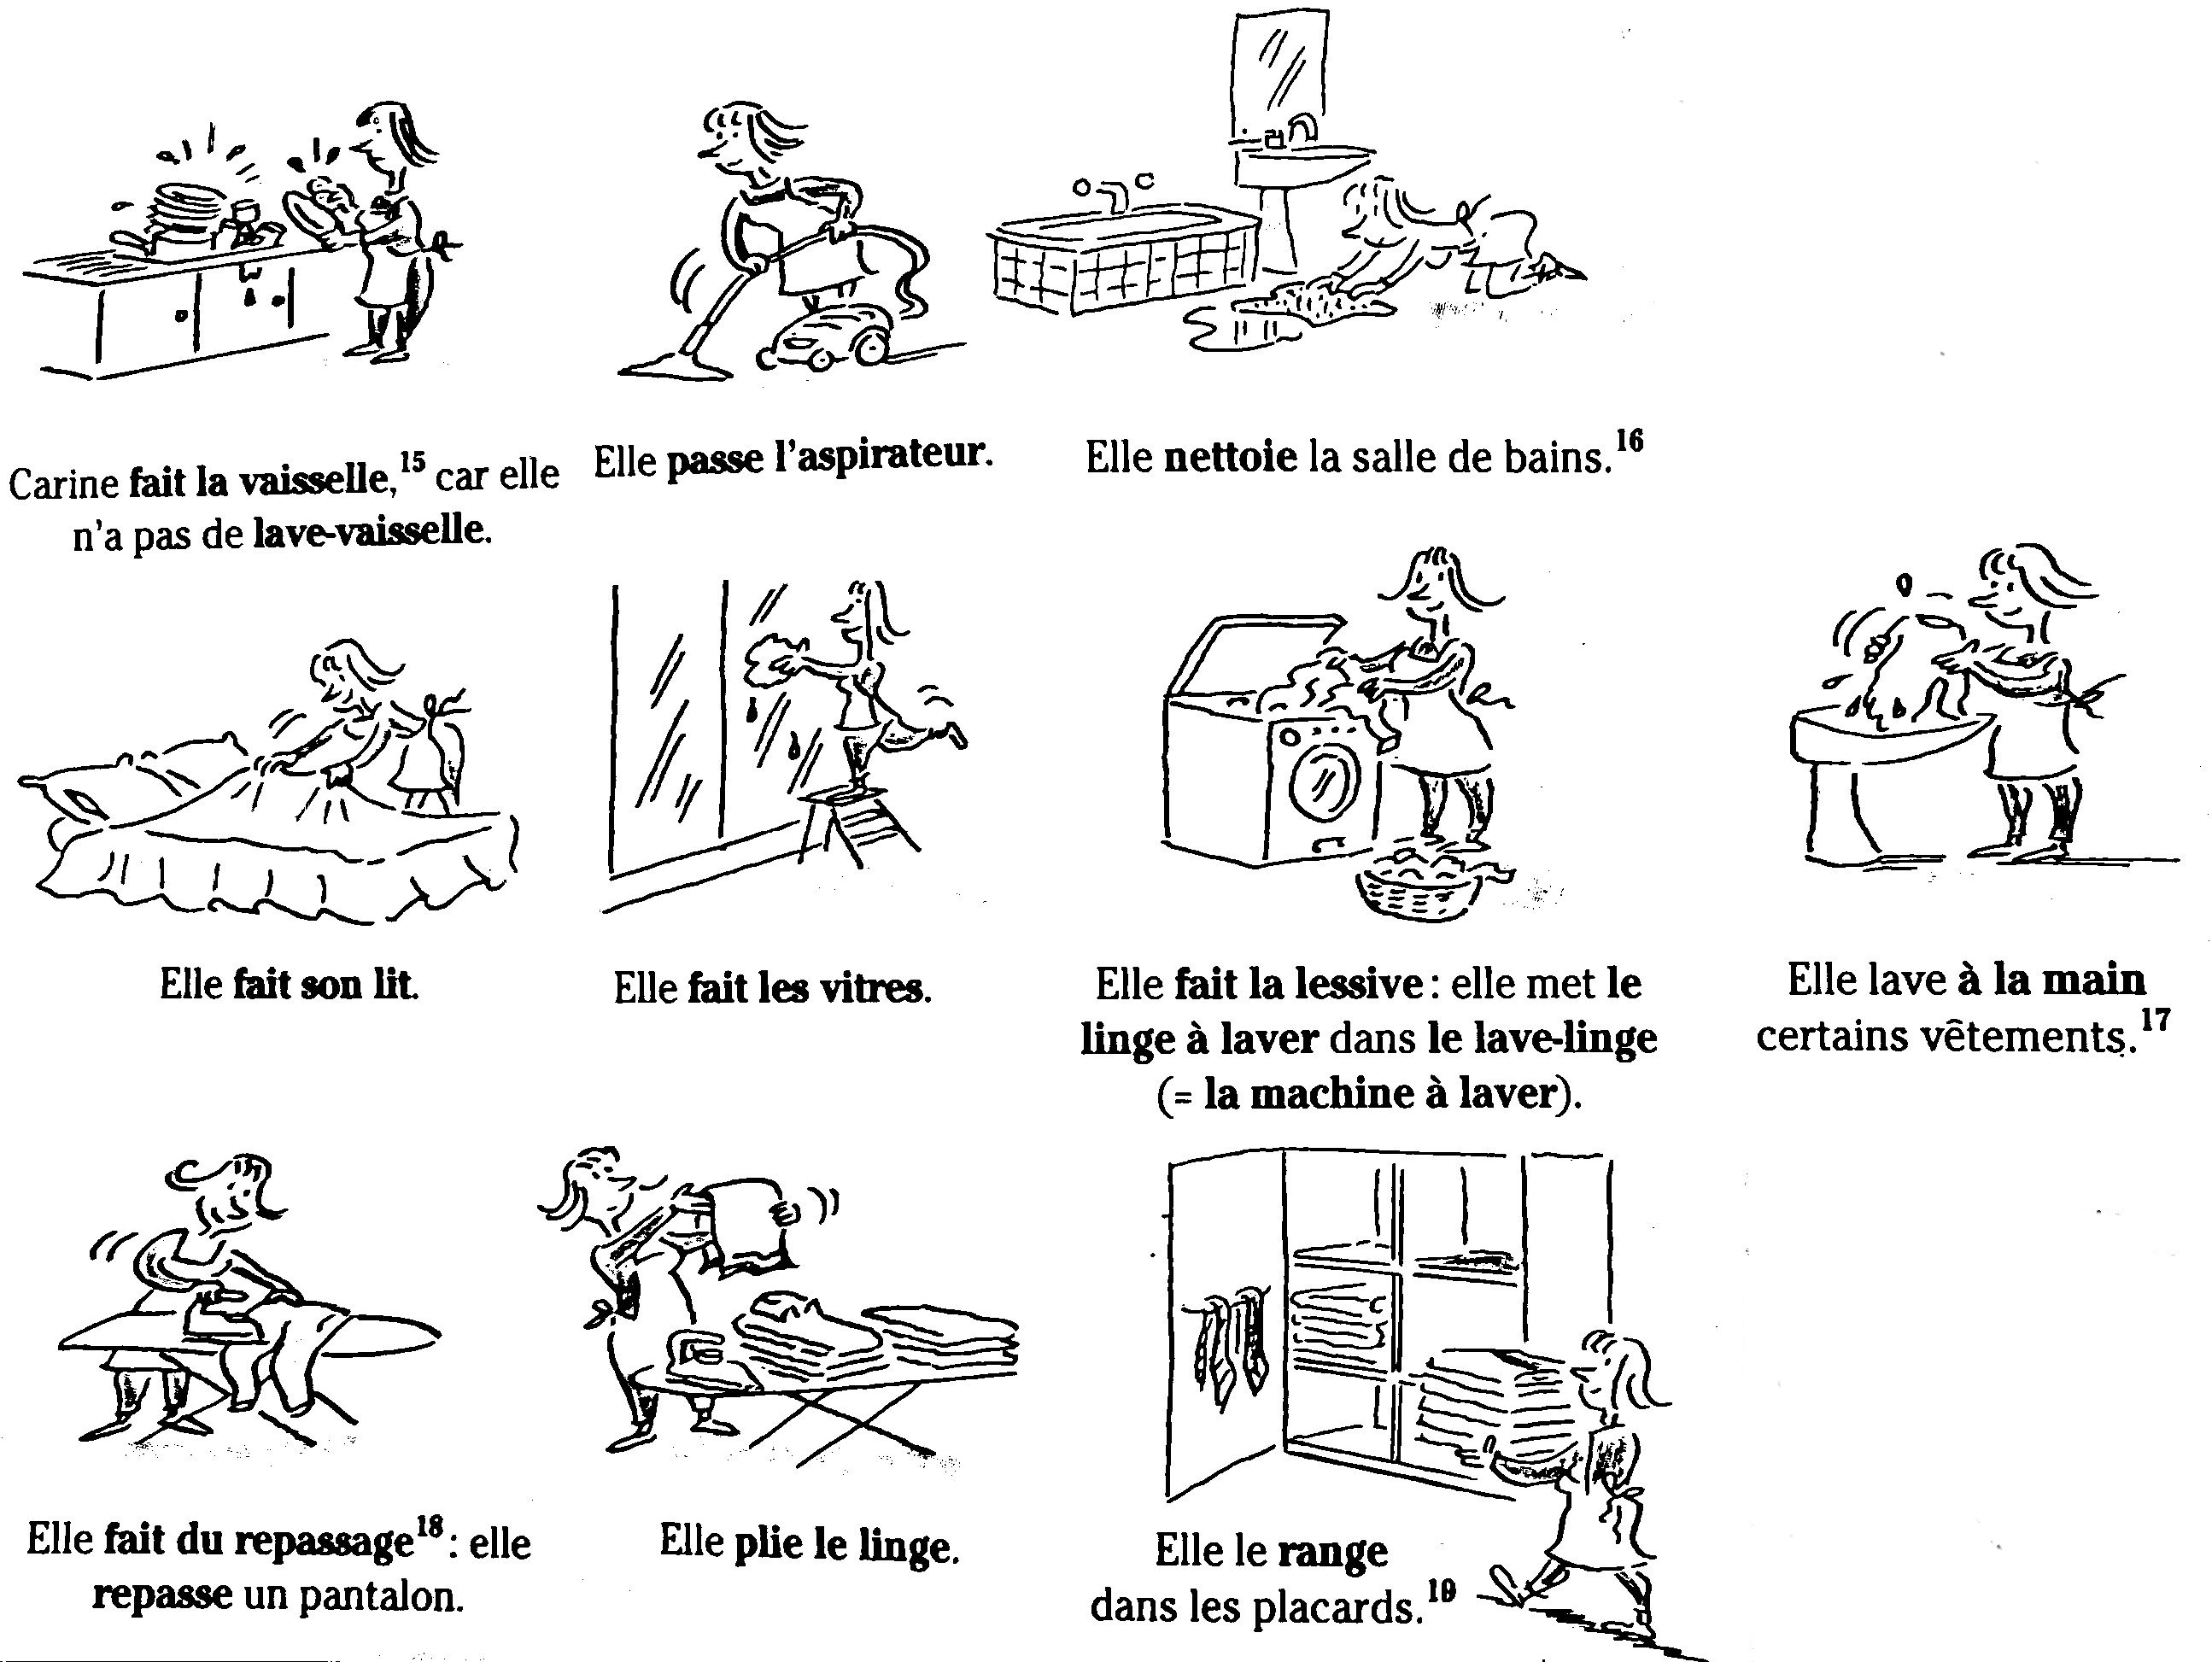 Carine fait la vaisselle,15 car elle
n'a pas de lave-vaisselle.
Elle passe l'aspirateur.
Elle nettoie la salle de bains.16
Elle fait son lit.
Elle fait les vitres.
Elle fait la lessive : elle met le
linge à laver dans le lave-linge
(= la machine à laver).
Elle lave à la main
certains vêtements.17
Elle fait du repassage18 : elle
repasse un pantalon.
Elle plie le linge.
Elle le range
dans les placards.19